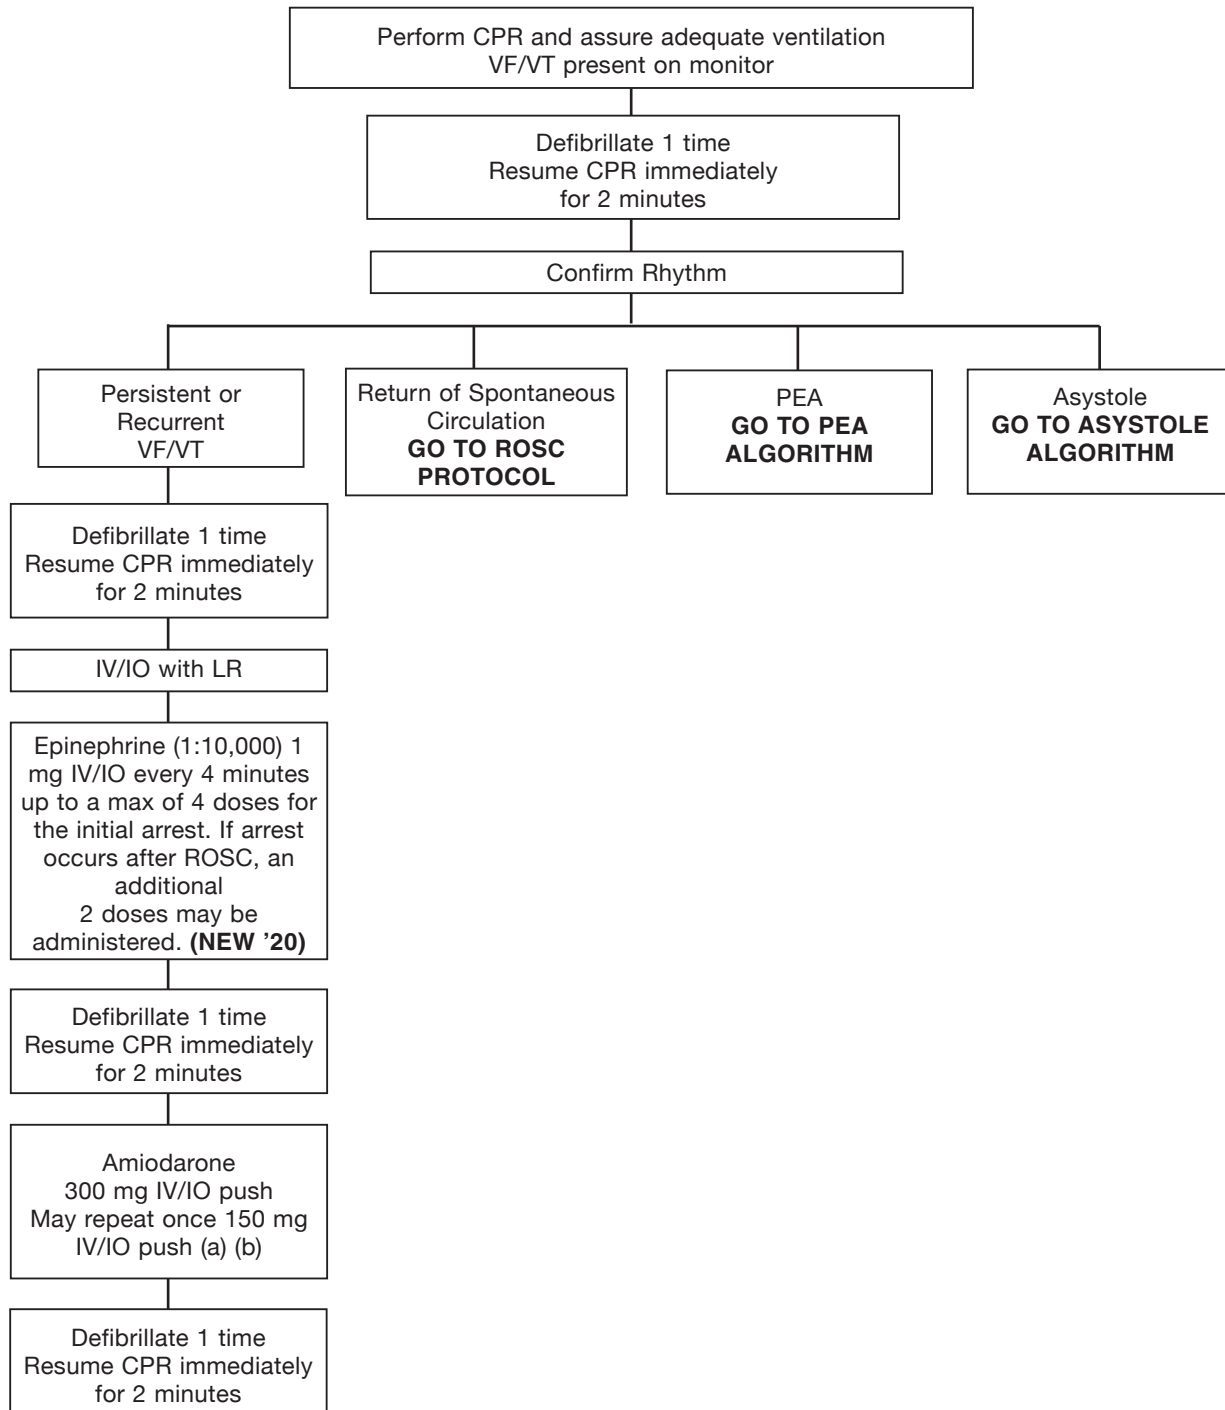 Perform CPR and assure adequate ventilation
VF/VT present on monitor
Defibrillate 1 time
Resume CPR immediately
for 2 minutes
Confirm Rhythm
Persistent or
Recurrent
VF/VT
Return of Spontaneous
Circulation
GO TO ROSC
PROTOCOL
PEA
GO TO PEA
ALGORITHM
Asystole
GO TO ASYSTOLE
ALGORITHM
Defibrillate 1 time
Resume CPR immediately
for 2 minutes
IV/IO with LR
Epinephrine (1:10,000) 1
mg IV/IO every 4 minutes
up to a max of 4 doses for
the initial arrest. If arrest
occurs after ROSC, an
additional
2 doses may be
administered. (NEW ’20)
Defibrillate 1 time
Resume CPR immediately
for 2 minutes
Amiodarone
300 mg IV/IO push
May repeat once 150 mg
IV/IO push (a) (b)
Defibrillate 1 time
Resume CPR immediately
for 2 minutes